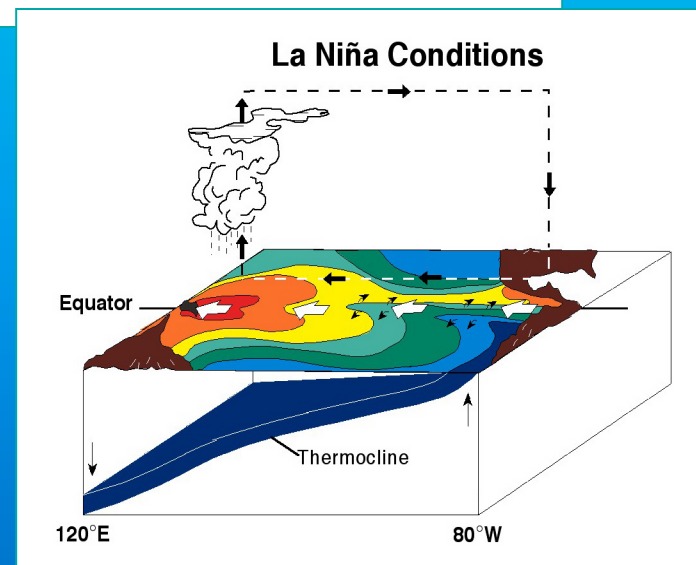 La Niña Conditions
Equator
Thermocline
120°E
80°W